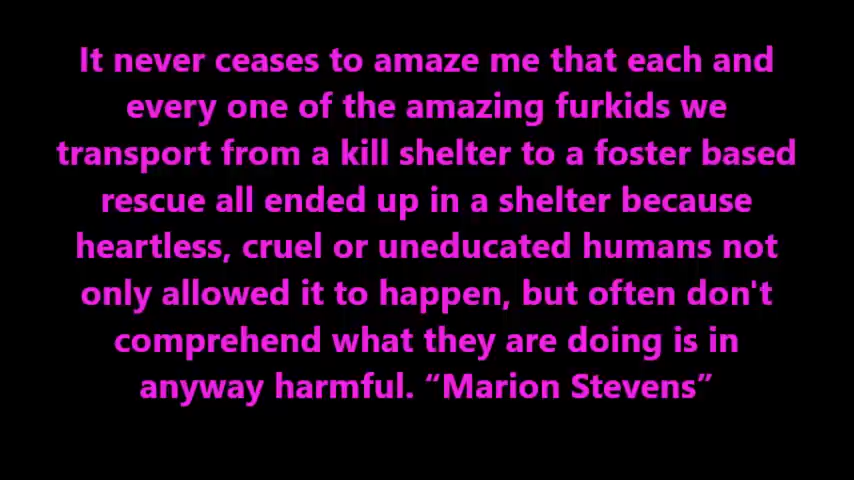 It never ceases to amaze me that each and
every one of the amazing furkids we
transport from a kill shelter to a foster based
rescue all ended up in a shelter because
heartless, cruel or uneducated humans not
only allowed it to happen, but often don't
comprehend what they are doing is in
anyway harmful. “Marion Stevens”